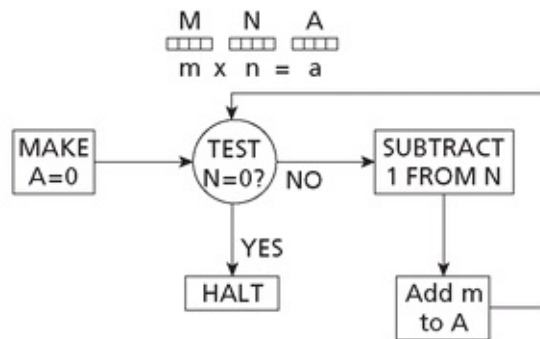 M N A
m x n = a
MAKE
A=0
TEST
N=0?
NO
SUBTRACT
1 FROM N
YES
HALT
Add m
to A